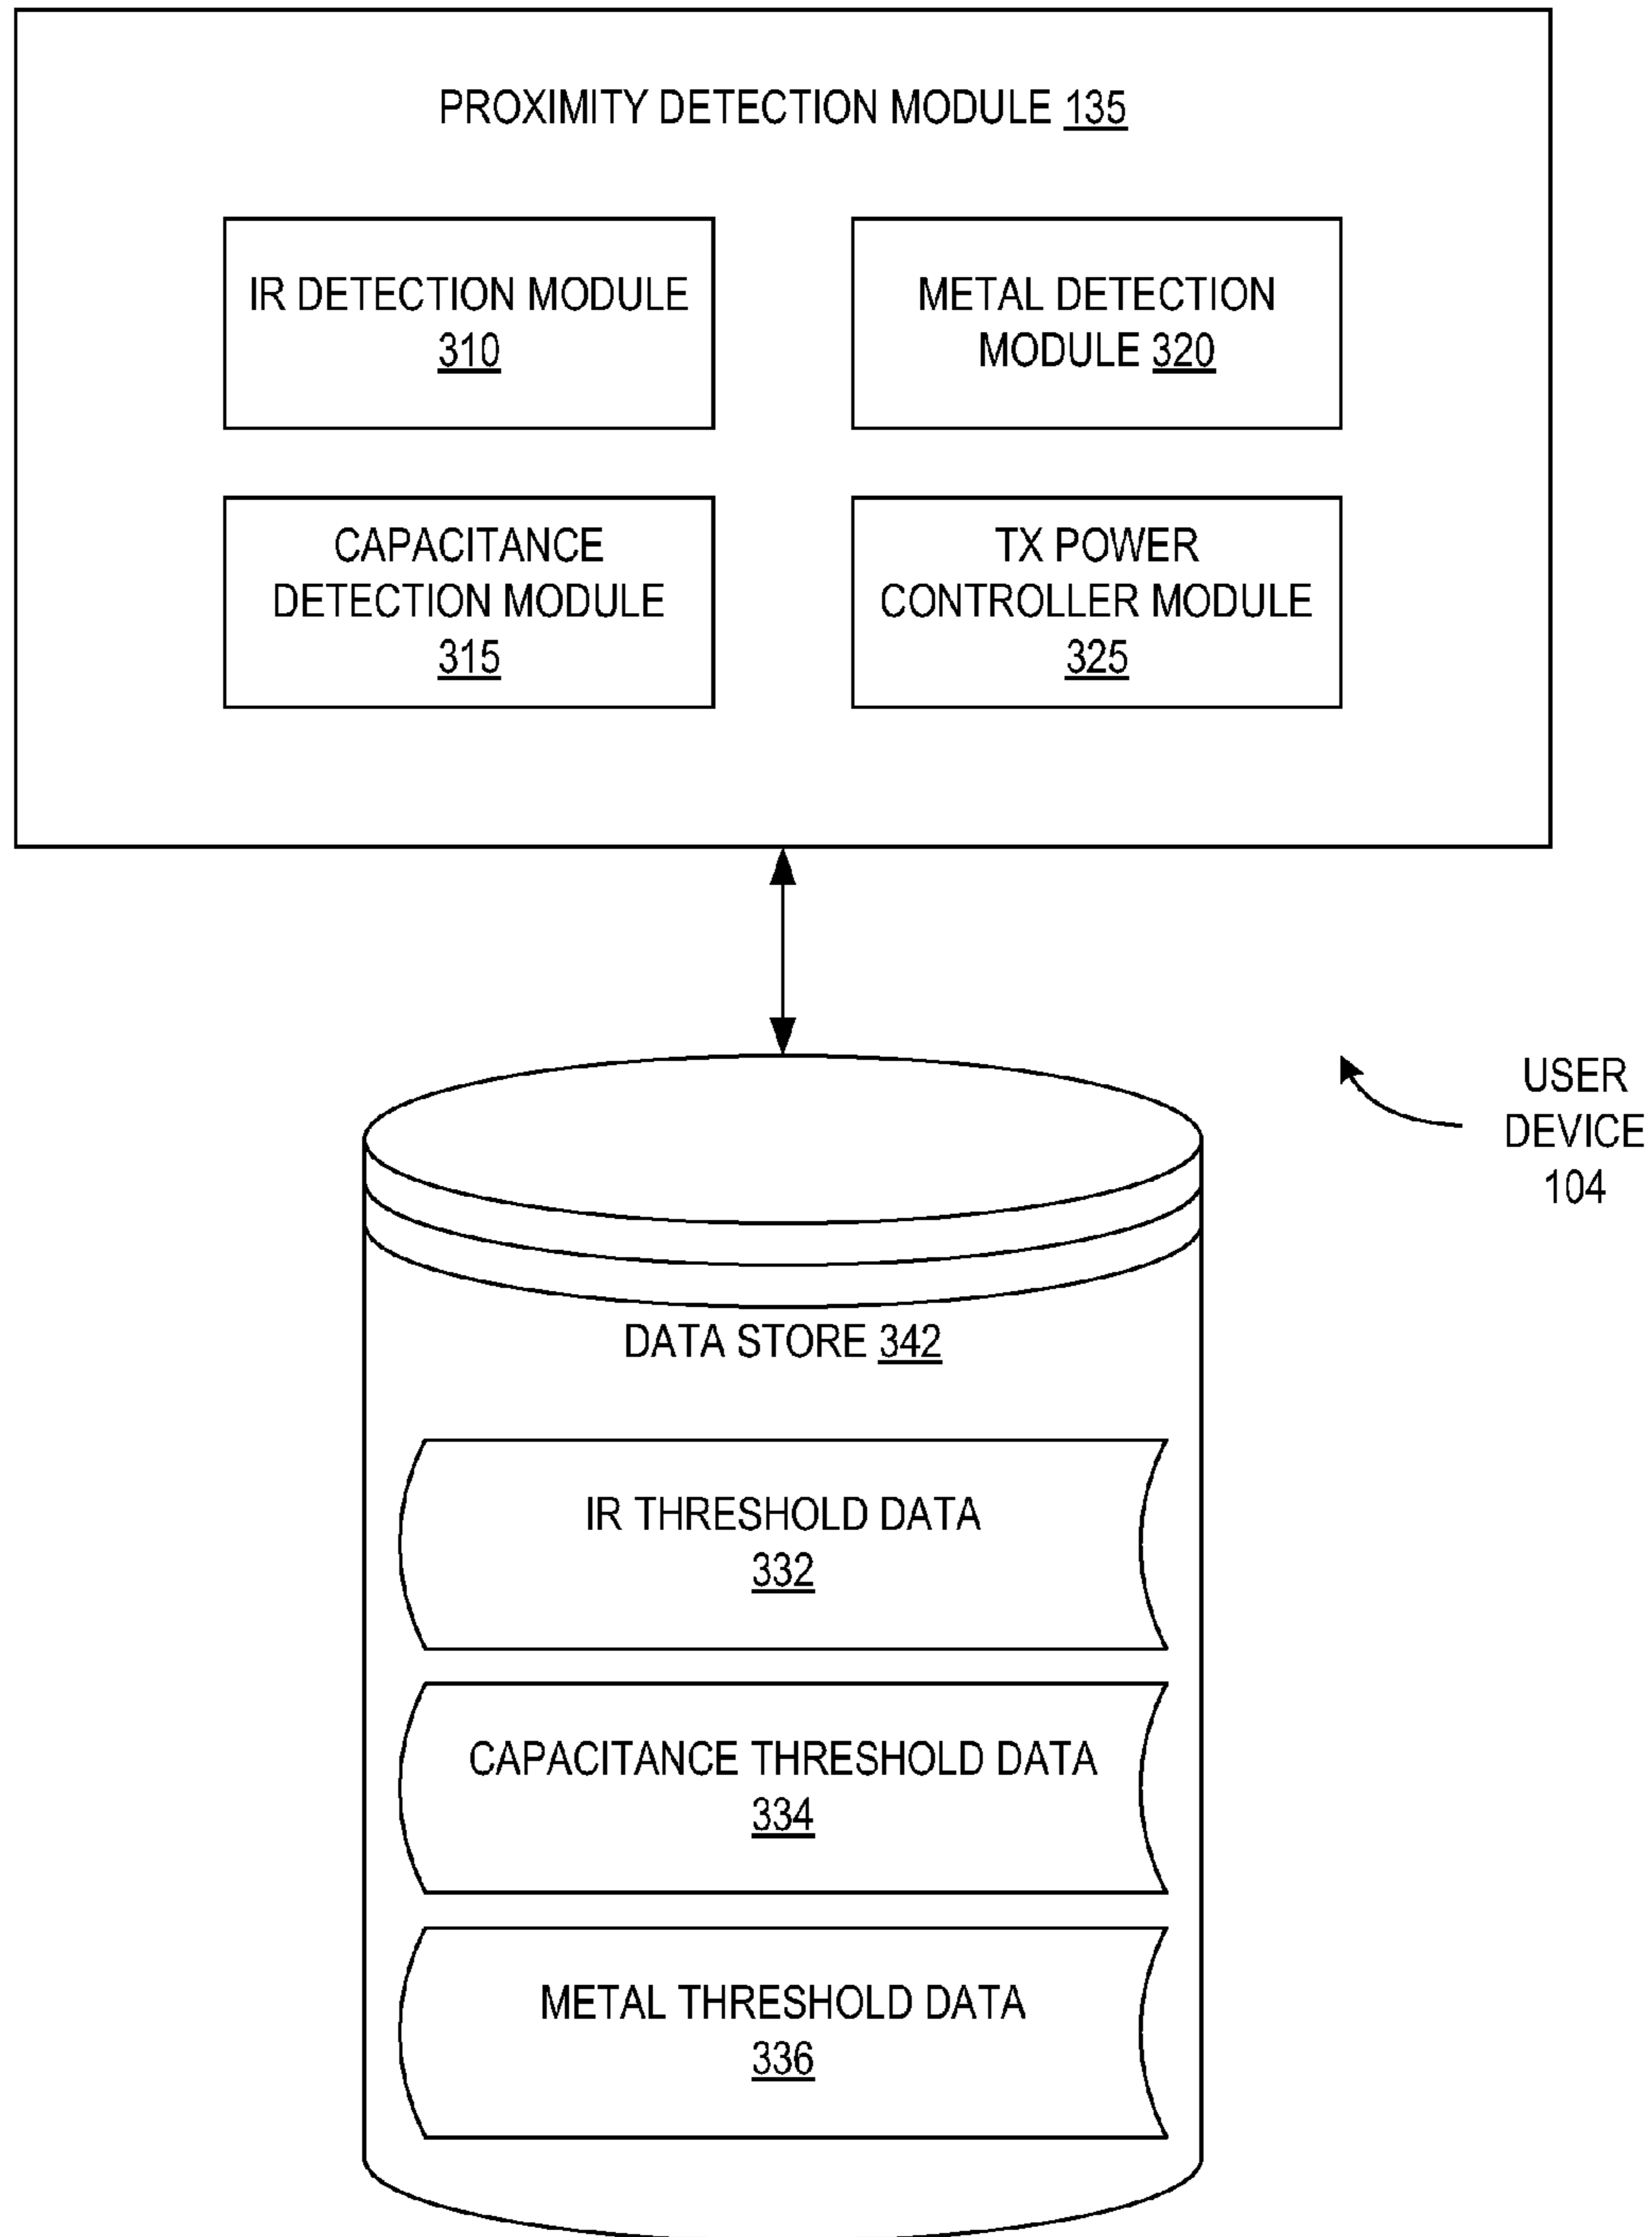 PROXIMITY DETECTION MODULE 135
IR DETECTION MODULE
310
METAL DETECTION
MODULE 320
CAPACITANCE
DETECTION MODULE
315
TX POWER
CONTROLLER MODULE
325
USER
DEVICE
104
DATA STORE 342
IR THRESHOLD DATA
332
CAPACITANCE THRESHOLD DATA
334
METAL THRESHOLD DATA
336